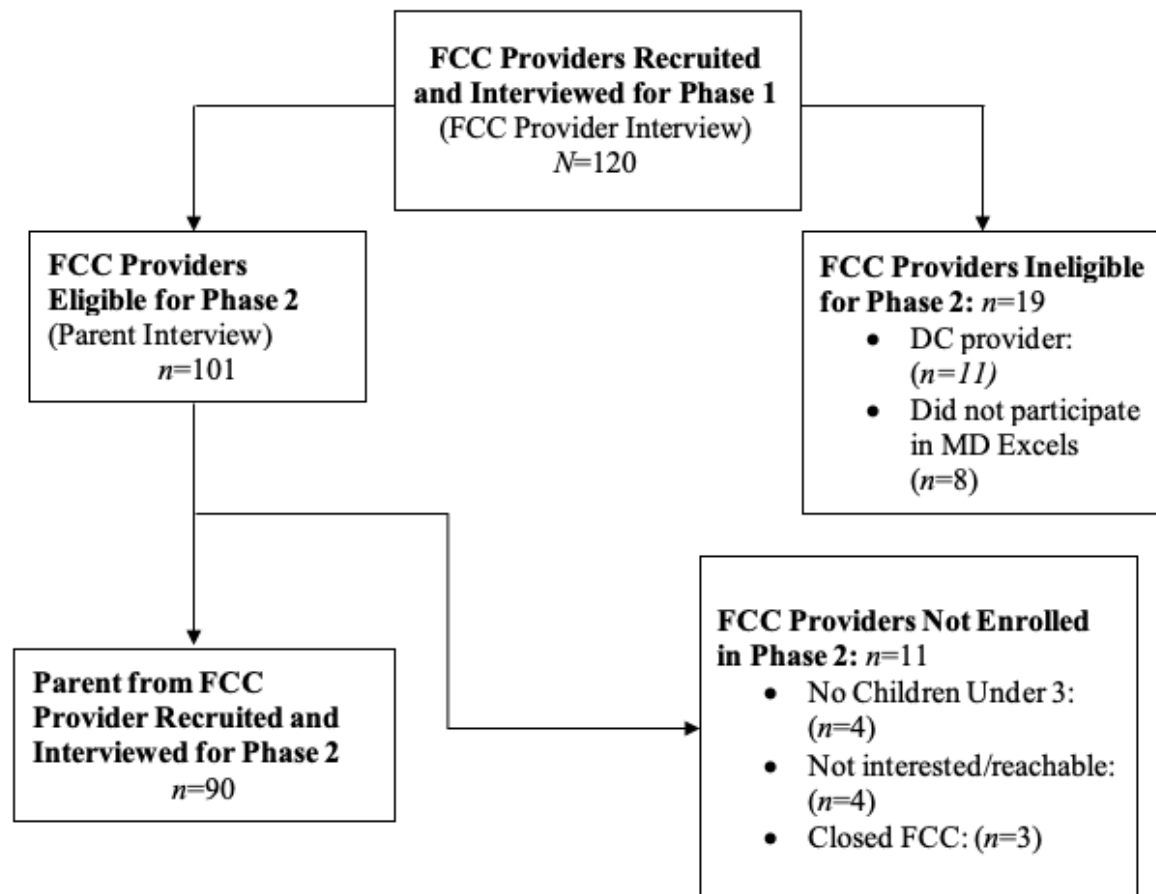 FCC Providers Recruited
and Interviewed for Phase 1
(FCC Provider Interview)
N=120
FCC Providers
Eligible for Phase 2
(Parent Interview)
n=101
FCC Providers Ineligible
for Phase 2: n=19
• DC provider:
(n=11)
• Did not participate
in MD Excels
(n=8)
Parent from FCC
Provider Recruited and
Interviewed for Phase 2
n=90
FCC Providers Not Enrolled
in Phase 2: n=11
• No Children Under 3:
(n=4)
• Not interested/reachable:
(n=4)
• Closed FCC: (n=3)